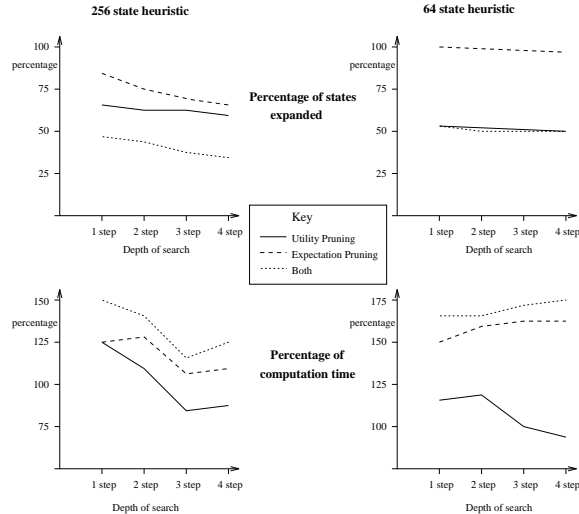 256 state heuristic
64 state heuristic
100
percentage
75
50
25
1 step 2 step 3 step 4 step
Depth of search
Percentage of states
expanded
100
percentage
75
50
25
1 step 2 step 3 step 4 step
Depth of search
Key
Utility Pruning
Expectation Pruning
Both
150
percentage
125
100
75
1 step 2 step 3 step 4 step
Depth of search
Percentage of
computation time
175
percentage
150
125
100
1 step 2 step 3 step 4 step
Depth of search